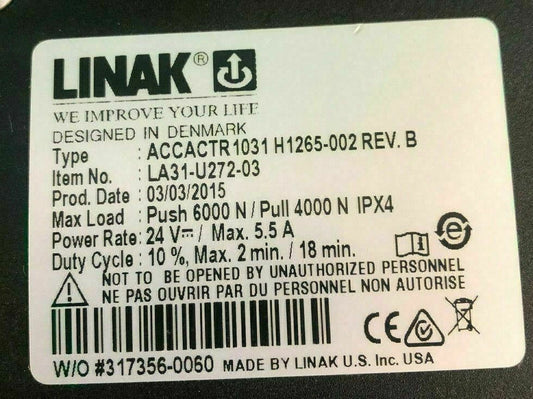 LINAK®
WE IMPROVE YOUR LIFE
DESIGNED IN DENMARK
Type : ACCACTR1031 H1265-002 REV. B
Item No. : LA31-U272-03
Prod. Date : 03/03/2015
Max Load : Push 6000 N / Pull 4000 N IPX4
Power Rate: 24 V⎓ / Max. 5.5 A
Duty Cycle : 10 %, Max. 2 min. / 18 min.
NOT TO BE OPENED BY UNAUTHORIZED PERSONNEL
NE PAS OUVRIR PAR DU PERSONNEL NON AUTORISE
CE
W/O #317356-0060 MADE BY LINAK U.S. Inc. USA